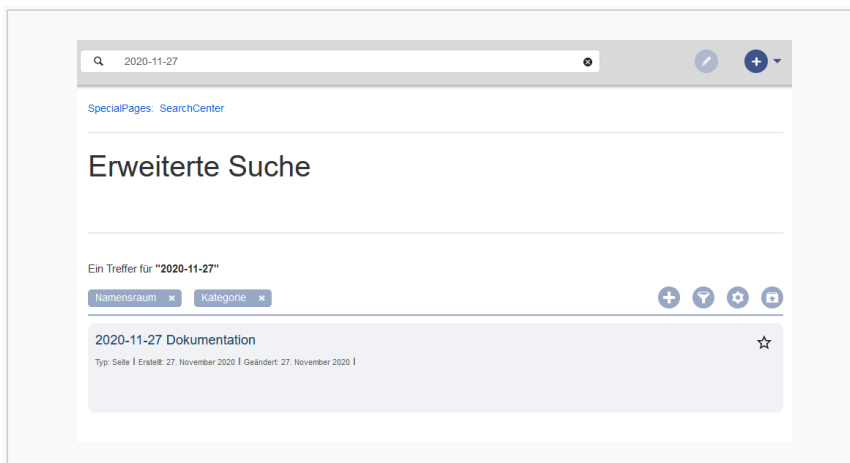 2020-11-27
SpecialPages: SearchCenter
Erweiterte Suche
Ein Treffer für "2020-11-27"
Namensraum Kategorie
2020-11-27 Dokumentation
Typ: Seite | Erstellt: 27. November 2020 | Geändert: 27. November 2020 |